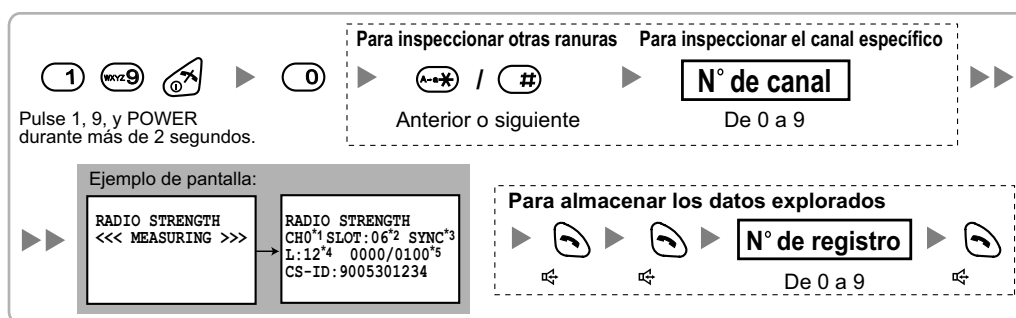 Para inspeccionar otras ranuras Para inspeccionar el canal específico
1 WXYZ9 0 A-a* / # N° de canal
Pulse 1, 9, y POWER
durante más de 2 segundos.
Anterior o siguiente De 0 a 9
Ejemplo de pantalla:
RADIO STRENGTH
<<< MEASURING >>>
RADIO STRENGTH
CH0*1 SLOT:06*2 SYNC*3
L:12*4 0000/0100*5
CS-ID:9005301234
Para almacenar los datos explorados
N° de registro
De 0 a 9